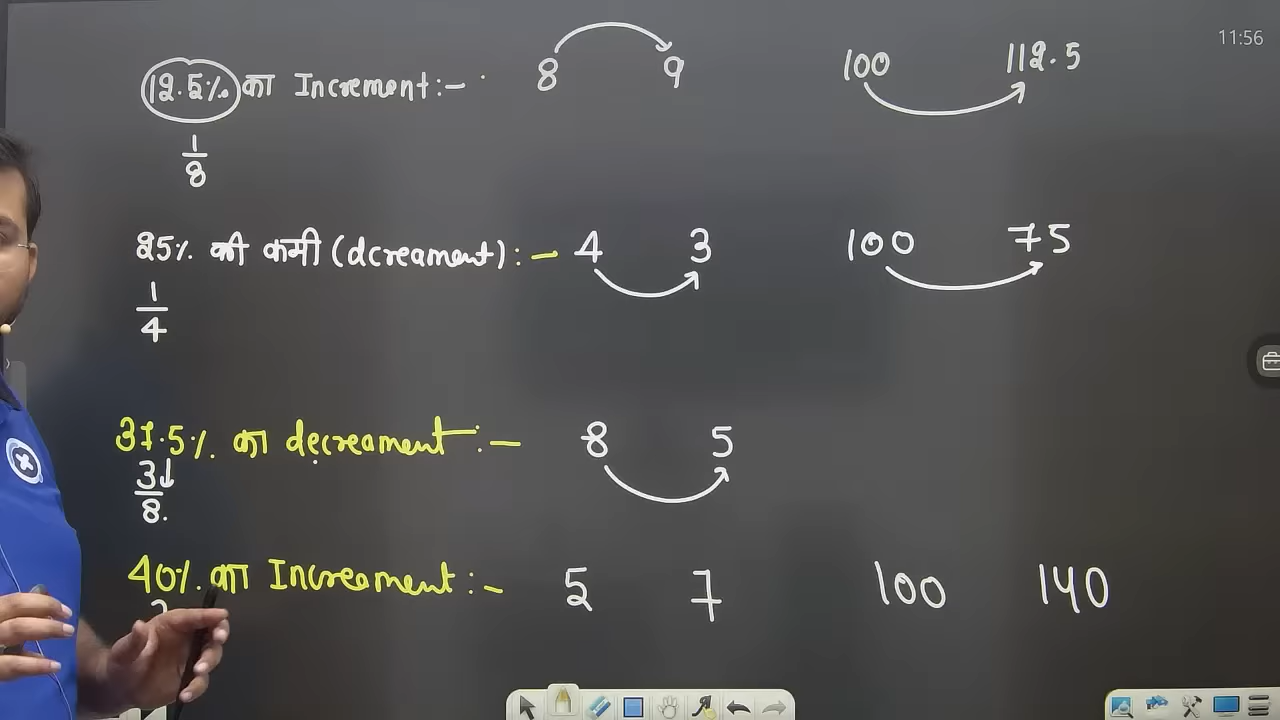 11:56
12.5% का Increment :- 8 9 100 112.5
1/8
25% की कमी (dcreament) :- 4 3 100 75
1/4
37.5% का decreament :- 8 5
3↓/8.
40% का Increament :- 5 7 100 140
2